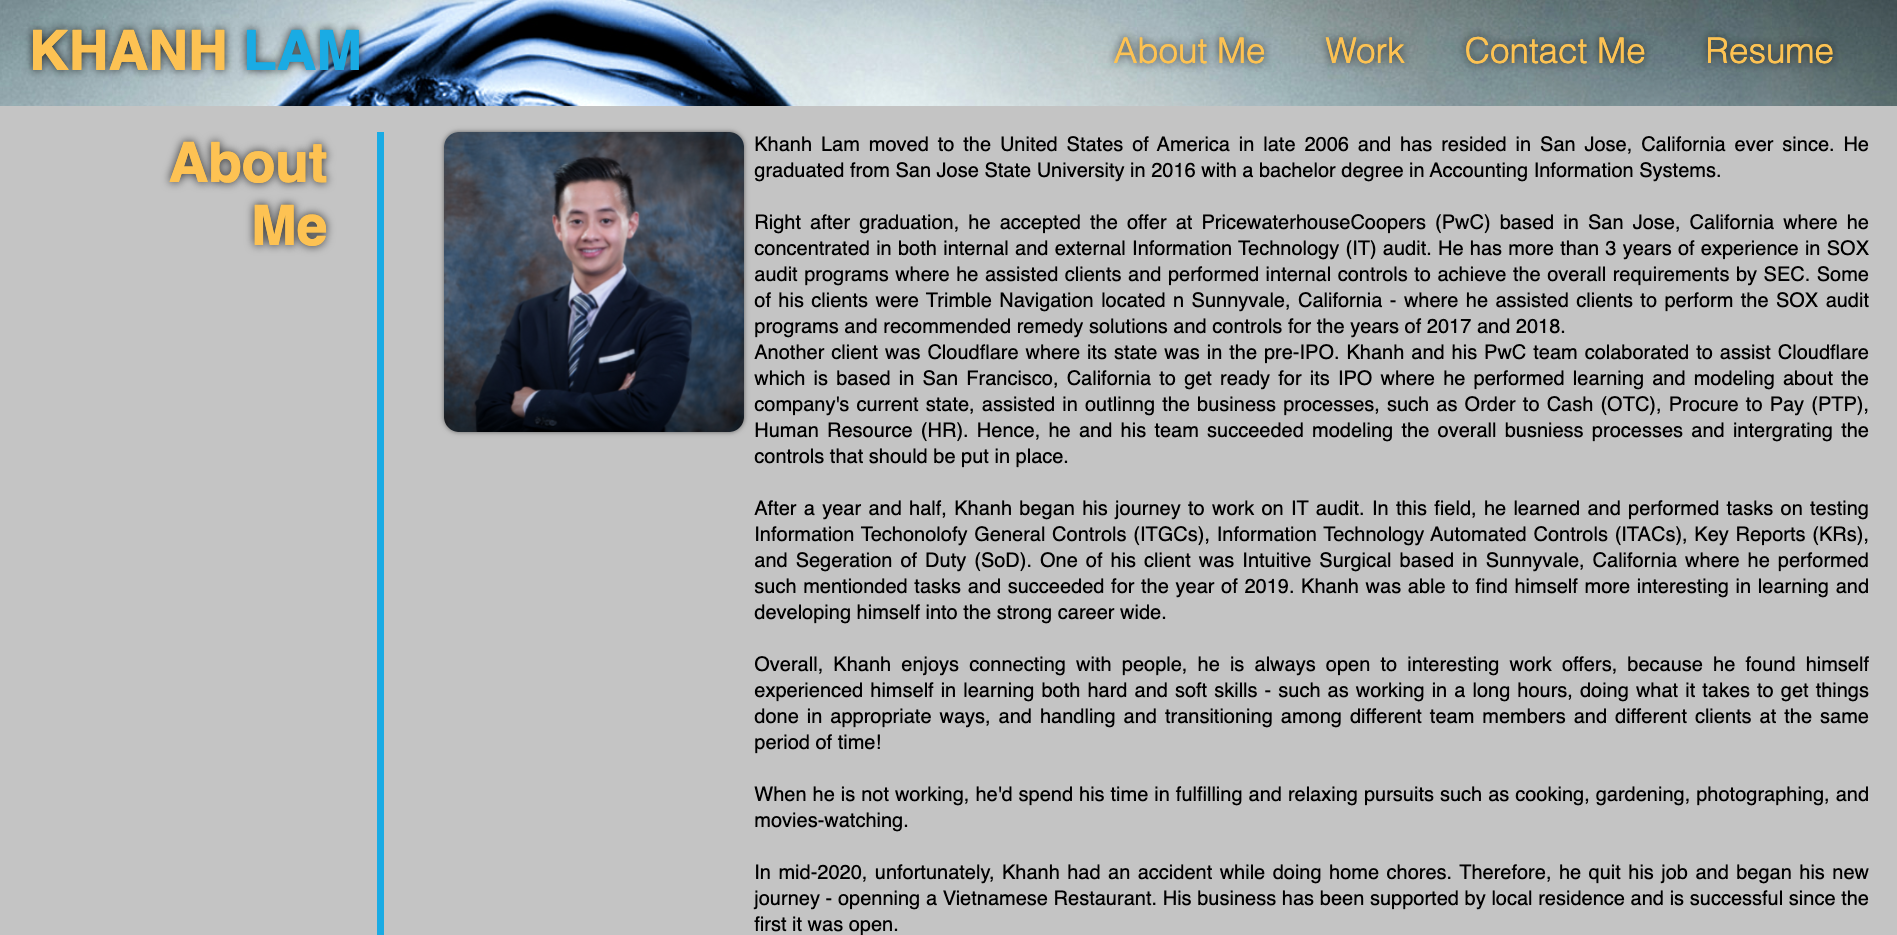 KHANH LAM
About Me Work Contact Me Resume
About
Me
Khanh Lam moved to the United States of America in late 2006 and has resided in San Jose, California ever since. He
graduated from San Jose State University in 2016 with a bachelor degree in Accounting Information Systems.
Right after graduation, he accepted the offer at PricewaterhouseCoopers (PwC) based in San Jose, California where he
concentrated in both internal and external Information Technology (IT) audit. He has more than 3 years of experience in SOX
audit programs where he assisted clients and performed internal controls to achieve the overall requirements by SEC. Some
of his clients were Trimble Navigation located n Sunnyvale, California - where he assisted clients to perform the SOX audit
programs and recommended remedy solutions and controls for the years of 2017 and 2018.
Another client was Cloudflare where its state was in the pre-IPO. Khanh and his PwC team colaborated to assist Cloudflare
which is based in San Francisco, California to get ready for its IPO where he performed learning and modeling about the
company's current state, assisted in outlinng the business processes, such as Order to Cash (OTC), Procure to Pay (PTP),
Human Resource (HR). Hence, he and his team succeeded modeling the overall busniess processes and intergrating the
controls that should be put in place.
After a year and half, Khanh began his journey to work on IT audit. In this field, he learned and performed tasks on testing
Information Techonolofy General Controls (ITGCs), Information Technology Automated Controls (ITACs), Key Reports (KRs),
and Segeration of Duty (SoD). One of his client was Intuitive Surgical based in Sunnyvale, California where he performed
such mentionded tasks and succeeded for the year of 2019. Khanh was able to find himself more interesting in learning and
developing himself into the strong career wide.
Overall, Khanh enjoys connecting with people, he is always open to interesting work offers, because he found himself
experienced himself in learning both hard and soft skills - such as working in a long hours, doing what it takes to get things
done in appropriate ways, and handling and transitioning among different team members and different clients at the same
period of time!
When he is not working, he'd spend his time in fulfilling and relaxing pursuits such as cooking, gardening, photographing, and
movies-watching.
In mid-2020, unfortunately, Khanh had an accident while doing home chores. Therefore, he quit his job and began his new
journey - openning a Vietnamese Restaurant. His business has been supported by local residence and is successful since the
first it was open.